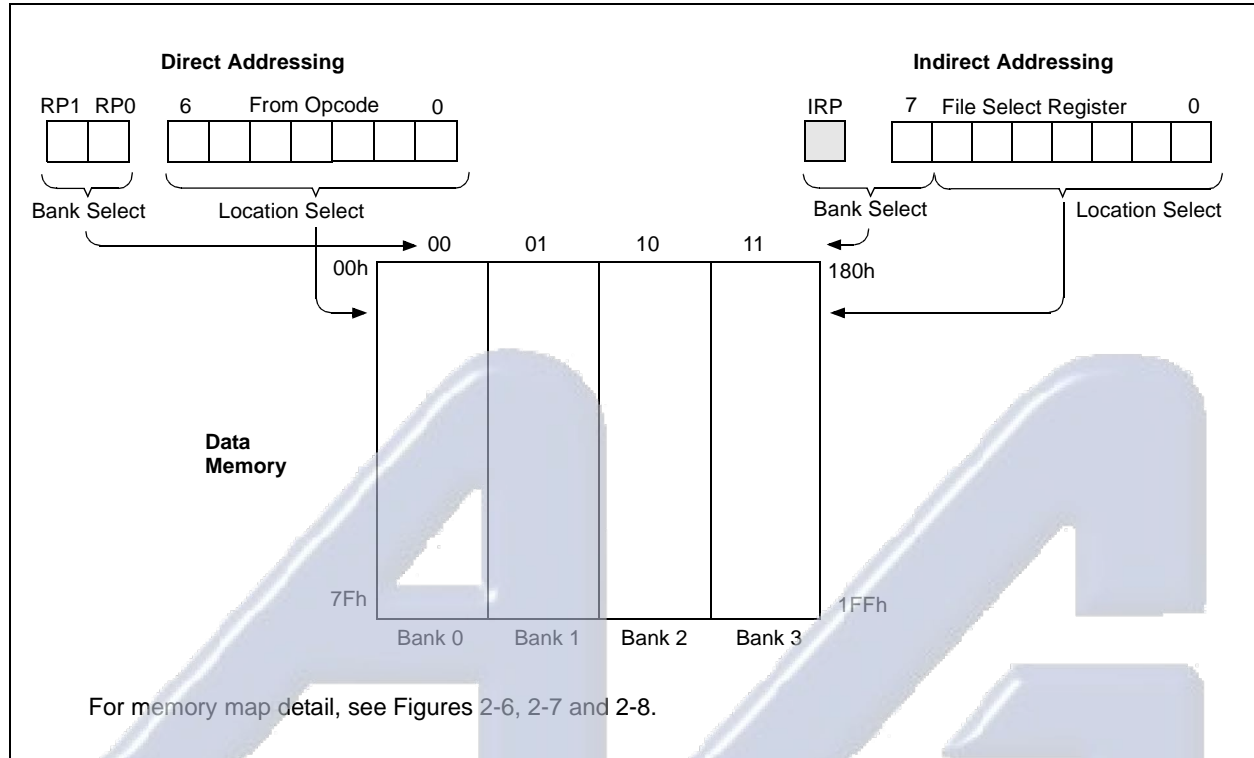 Direct Addressing
Indirect Addressing
RP1 RP0 6 From Opcode 0
IRP 7 File Select Register 0
Bank Select Location Select
Bank Select Location Select
00 01 10 11
00h 180h
Data
Memory
7Fh 1FFh
Bank 0 Bank 1 Bank 2 Bank 3
For memory map detail, see Figures 2-6, 2-7 and 2-8.